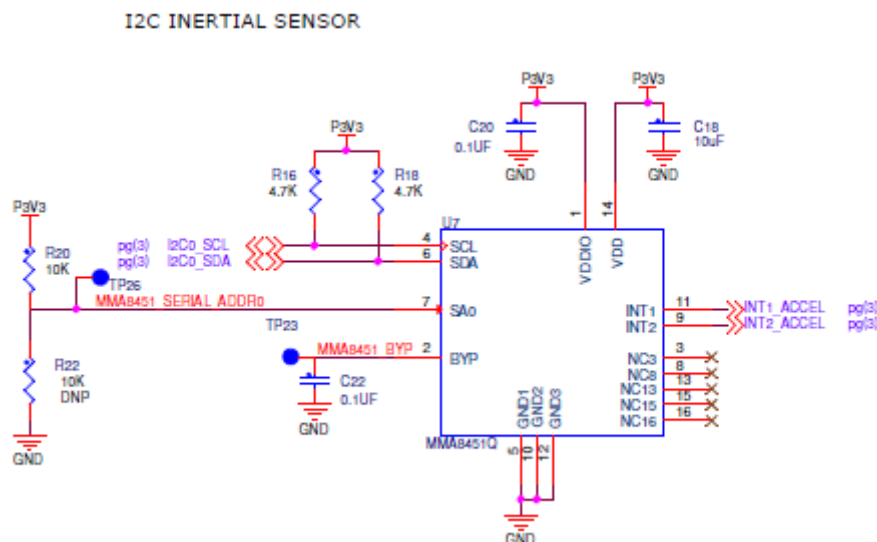 I2C INERTIAL SENSOR
P3V3
P3V3
C20
0.1UF
GND
C18
10uF
GND
P3V3
R16
4.7K
R18
4.7K
P3V3
R20
10K
TP26
pg(3) I2C0_SCL
pg(3) I2C0_SDA
MMA8451_SERIAL_ADDR0
R22
10K
DNP
GND
TP23
MMA8451_BYP
C22
0.1UF
GND
U7
4 SCL
6 SDA
7 SA0
2 BYP
1 VDDIO
14 VDD
INT1 11 INT1_ACCEL pg(3)
INT2 9 INT2_ACCEL pg(3)
NC3 3
NC8 8
NC13 13
NC15 15
NC16 16
GND1 5
GND2 10
GND3 12
MMA8451Q
GND